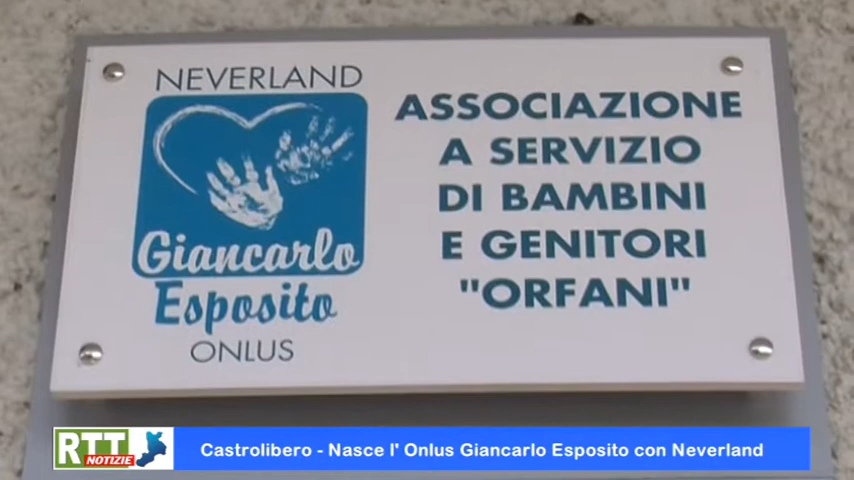 NEVERLAND
Giancarlo
Esposito
ONLUS
ASSOCIAZIONE
A SERVIZIO
DI BAMBINI
E GENITORI
"ORFANI"
RTT
NOTIZIE
Castrolibero - Nasce l' Onlus Giancarlo Esposito con Neverland